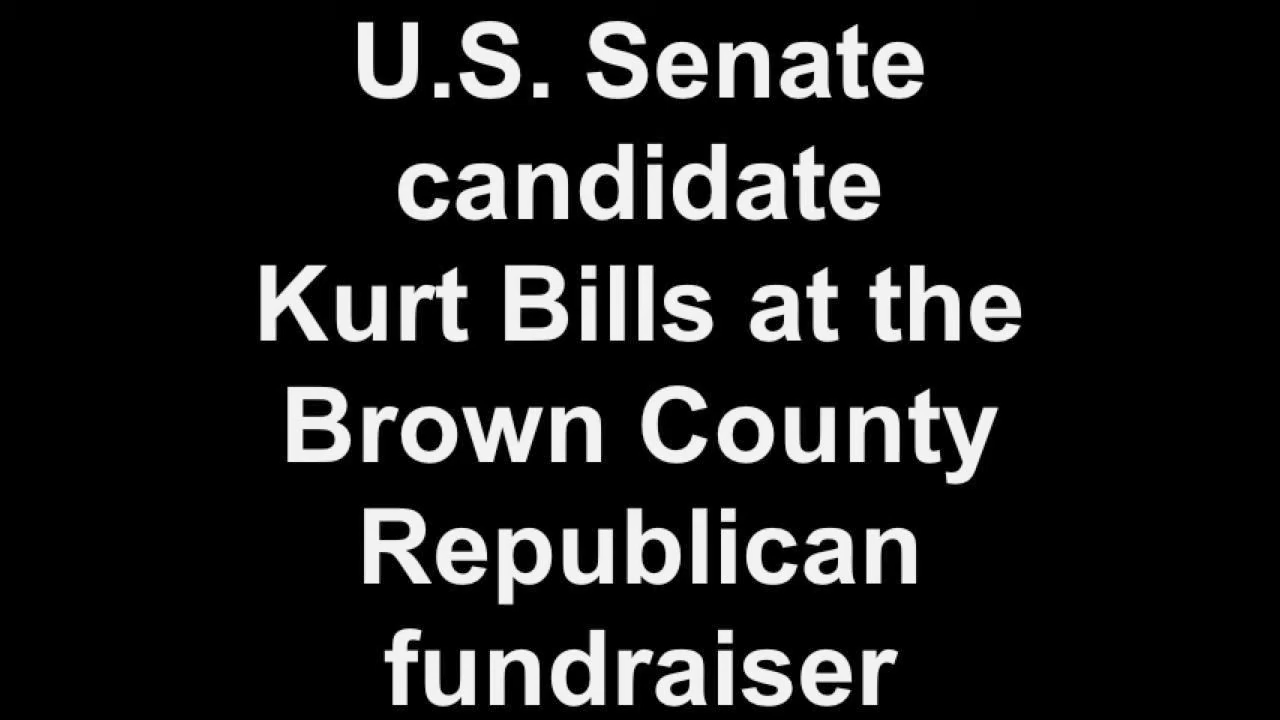 U.S. Senate
candidate
Kurt Bills at the
Brown County
Republican
fundraiser